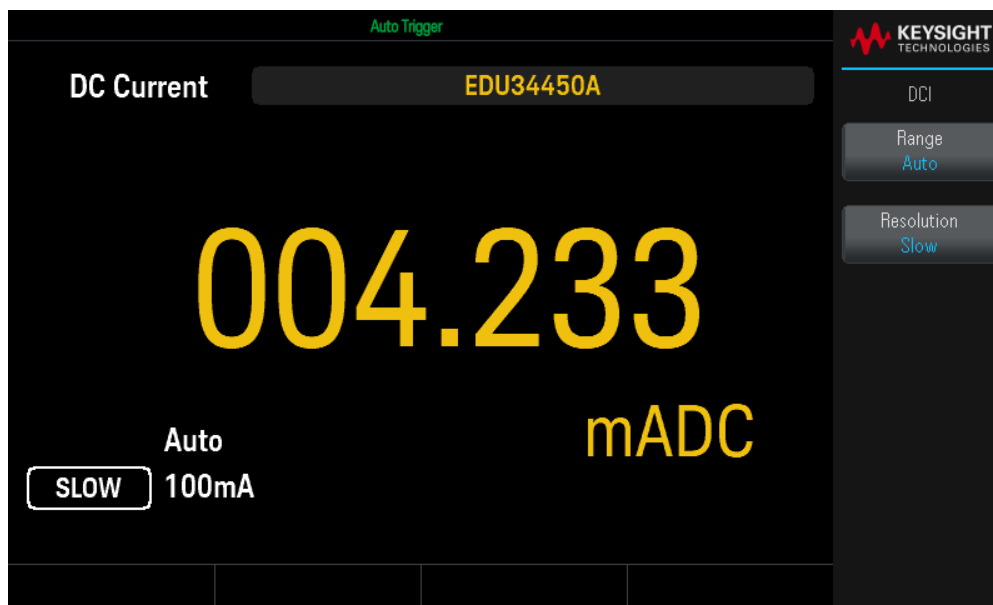 Auto Trigger
KEYSIGHT
TECHNOLOGIES
DC Current
EDU34450A
DCI
Range
Auto
Resolution
Slow
004.233
mADC
Auto
SLOW
100mA